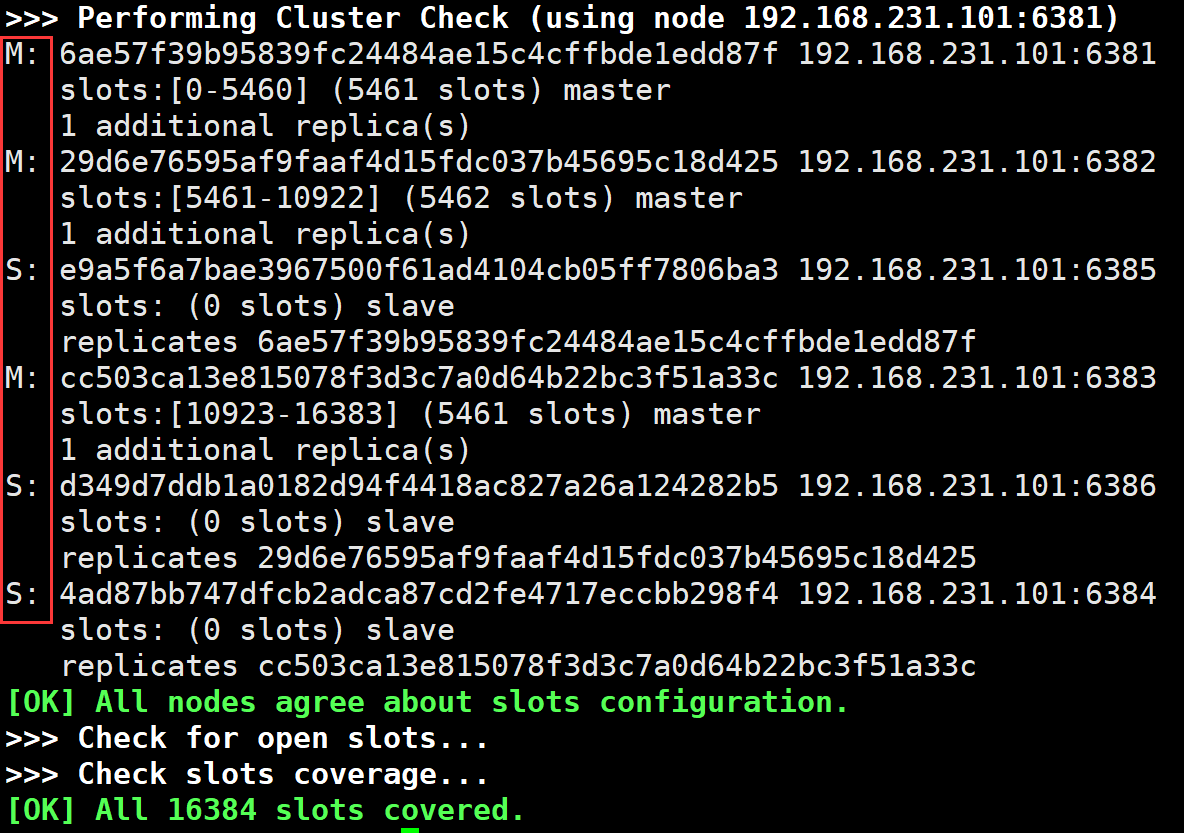 >>> Performing Cluster Check (using node 192.168.231.101:6381)
M: 6ae57f39b95839fc24484ae15c4cffbde1edd87f 192.168.231.101:6381
   slots:[0-5460] (5461 slots) master
   1 additional replica(s)
M: 29d6e76595af9faaf4d15fdc037b45695c18d425 192.168.231.101:6382
   slots:[5461-10922] (5462 slots) master
   1 additional replica(s)
S: e9a5f6a7bae3967500f61ad4104cb05ff7806ba3 192.168.231.101:6385
   slots: (0 slots) slave
   replicates 6ae57f39b95839fc24484ae15c4cffbde1edd87f
M: cc503ca13e815078f3d3c7a0d64b22bc3f51a33c 192.168.231.101:6383
   slots:[10923-16383] (5461 slots) master
   1 additional replica(s)
S: d349d7ddb1a0182d94f4418ac827a26a124282b5 192.168.231.101:6386
   slots: (0 slots) slave
   replicates 29d6e76595af9faaf4d15fdc037b45695c18d425
S: 4ad87bb747dfcb2adca87cd2fe4717eccbb298f4 192.168.231.101:6384
   slots: (0 slots) slave
   replicates cc503ca13e815078f3d3c7a0d64b22bc3f51a33c
[OK] All nodes agree about slots configuration.
>>> Check for open slots...
>>> Check slots coverage...
[OK] All 16384 slots covered.